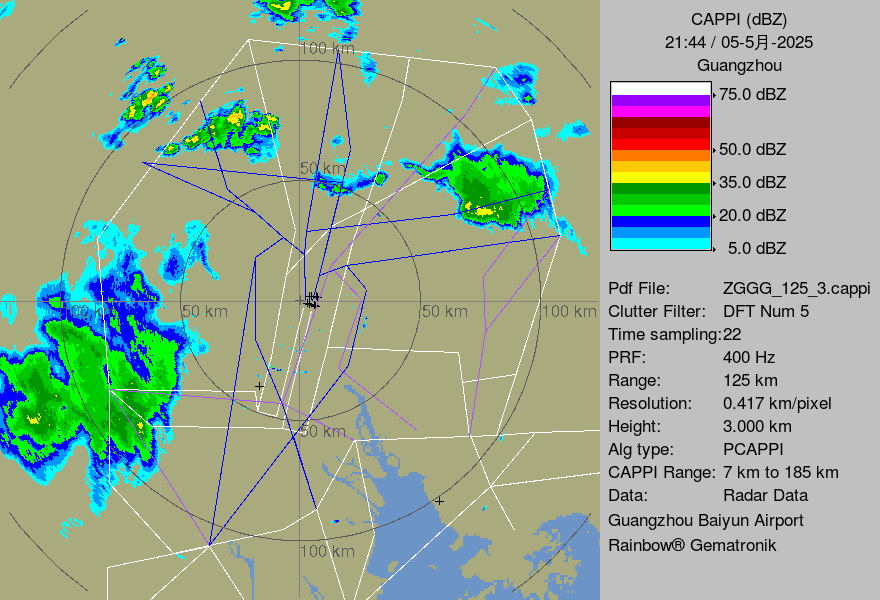 CAPPI (dBZ)
21:44 / 05-5月-2025
Guangzhou
75.0 dBZ
50.0 dBZ
35.0 dBZ
20.0 dBZ
5.0 dBZ
Pdf File: ZGGG_125_3.cappi
Clutter Filter: DFT Num 5
Time sampling:22
PRF: 400 Hz
Range: 125 km
Resolution: 0.417 km/pixel
Height: 3.000 km
Alg type: PCAPPI
CAPPI Range: 7 km to 185 km
Data: Radar Data
Guangzhou Baiyun Airport
Rainbow® Gematronik
100 km
50 km
100 km
50 km
50 km
100 km
50 km
100 km